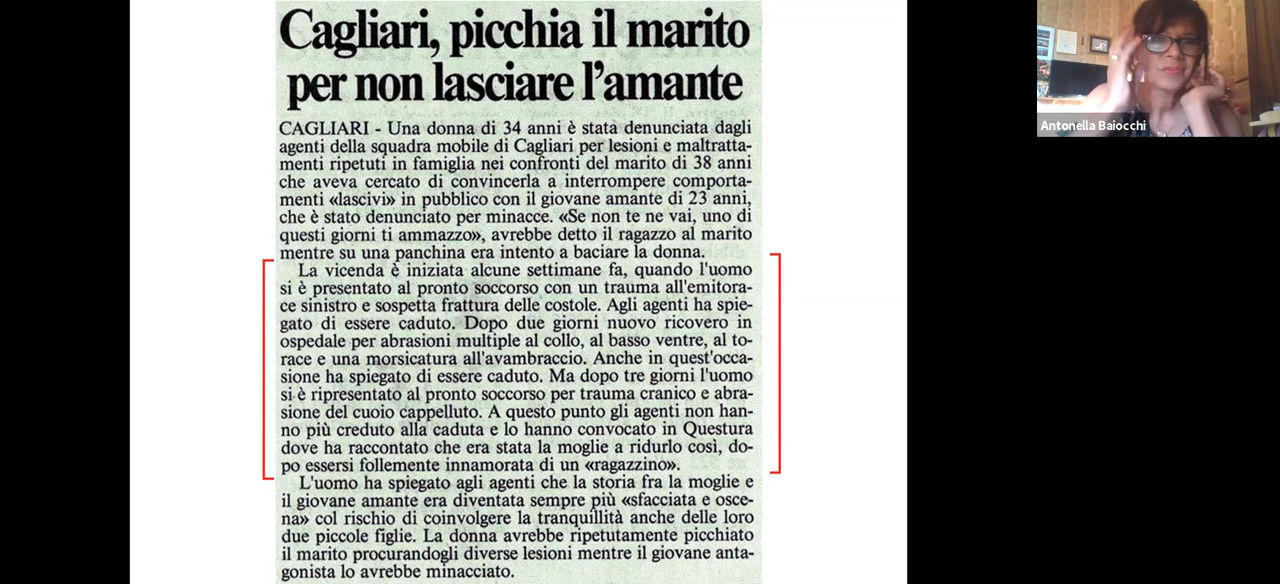 Cagliari, picchia il marito
per non lasciare l'amante
CAGLIARI - Una donna di 34 anni è stata denunciata dagli
agenti della squadra mobile di Cagliari per lesioni e maltratta-
menti ripetuti in famiglia nei confronti del marito di 38 anni
che aveva cercato di convincerla a interrompere comporta-
menti «lascivi» in pubblico con il giovane amante di 23 anni,
che è stato denunciato per minacce. «Se non te ne vai, uno di
questi giorni ti ammazzo», avrebbe detto il ragazzo al marito
mentre su una panchina era intento a baciare la donna.
La vicenda è iniziata alcune settimane fa, quando l'uomo
si è presentato al pronto soccorso con un trauma all'emitora-
ce sinistro e sospetta frattura delle costole. Agli agenti ha spie-
gato di essere caduto. Dopo due giorni nuovo ricovero in
ospedale per abrasioni multiple al collo, al basso ventre, al to-
race e una morsicatura all'avambraccio. Anche in quest'occa-
sione ha spiegato di essere caduto. Ma dopo tre giorni l'uomo
si è ripresentato al pronto soccorso per trauma cranico e abra-
sione del cuoio cappelluto. A questo punto gli agenti non han-
no più creduto alla caduta e lo hanno convocato in Questura
dove ha raccontato che era stata la moglie a ridurlo così, do-
po essersi follemente innamorata di un «ragazzino».
L'uomo ha spiegato agli agenti che la storia fra la moglie e
il giovane amante era diventata sempre più «sfacciata e osce-
na» col rischio di coinvolgere la tranquillità anche delle loro
due piccole figlie. La donna avrebbe ripetutamente picchiato
il marito procurandogli diverse lesioni mentre il giovane anta-
gonista lo avrebbe minacciato.
Antonella Baiocchi